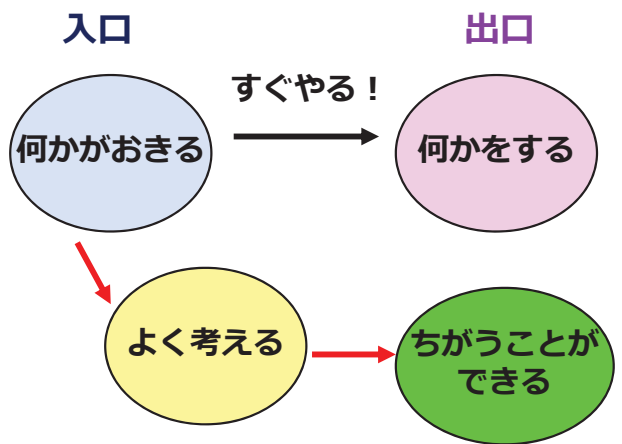 入口
出口
すぐやる！
何かがおきる
何かをする
よく考える
ちがうことが
できる